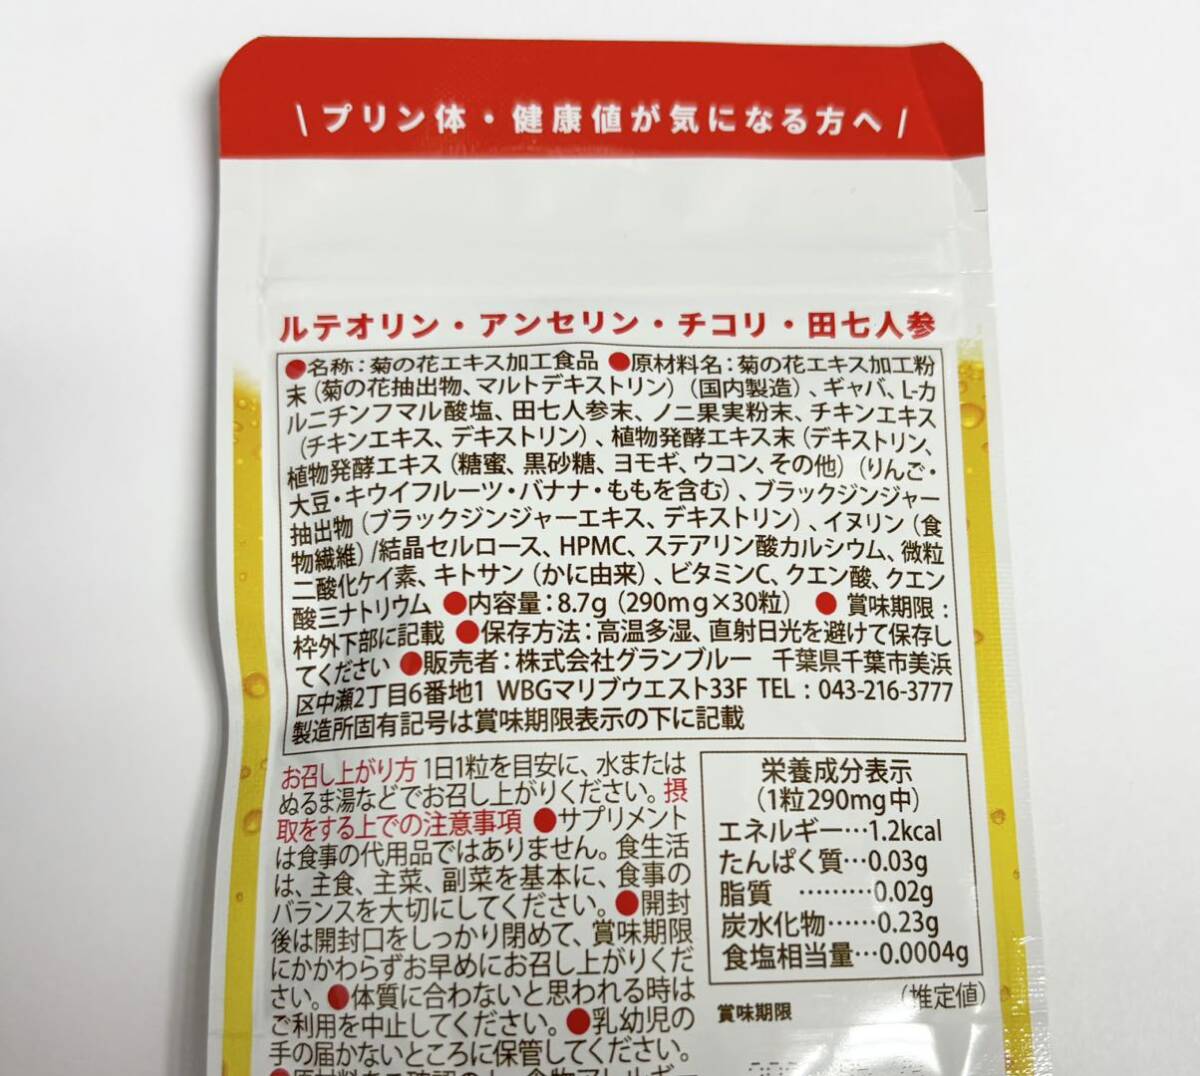 \ プリン体・健康値が気になる方へ /
ルテオリン・アンセリン・チコリ・田七人参
●名称：菊の花エキス加工食品 ●原材料名：菊の花エキス加工粉
末（菊の花抽出物、マルトデキストリン）（国内製造）、ギャバ、L-カ
ルニチンフマル酸塩、田七人参末、ノニ果実粉末、チキンエキス
（チキンエキス、デキストリン）、植物発酵エキス末（デキストリン、
植物発酵エキス（糖蜜、黒砂糖、ヨモギ、ウコン、その他）（りんご・
大豆・キウイフルーツ・バナナ・ももを含む）、ブラックジンジャー
抽出物（ブラックジンジャーエキス、デキストリン）、イヌリン（食
物繊維）/結晶セルロース、HPMC、ステアリン酸カルシウム、微粒
二酸化ケイ素、キトサン（かに由来）、ビタミンC、クエン酸、クエン
酸三ナトリウム ●内容量：8.7g（290mg×30粒） ● 賞味期限：
枠外下部に記載 ●保存方法：高温多湿、直射日光を避けて保存し
てください ●販売者：株式会社グランブルー 千葉県千葉市美浜
区中瀬2丁目6番地1 WBGマリブウエスト33F TEL：043-216-3777
製造所固有記号は賞味期限表示の下に記載
お召し上がり方 1日1粒を目安に、水または
ぬるま湯などでお召し上がりください。摂
取をする上での注意事項 ●サプリメント
は食事の代用品ではありません。食生活
は、主食、主菜、副菜を基本に、食事の
バランスを大切にしてください。●開封
後は開封口をしっかり閉めて、賞味期限
にかかわらずお早めにお召し上がりくだ
さい。●体質に合わないと思われる時は
ご利用を中止してください。●乳幼児の
手の届かないところに保管してください。
栄養成分表示
（1粒290mg中）
エネルギー…1.2kcal
たんぱく質…0.03g
脂質 ………0.02g
炭水化物……0.23g
食塩相当量…0.0004g
（推定値）
賞味期限